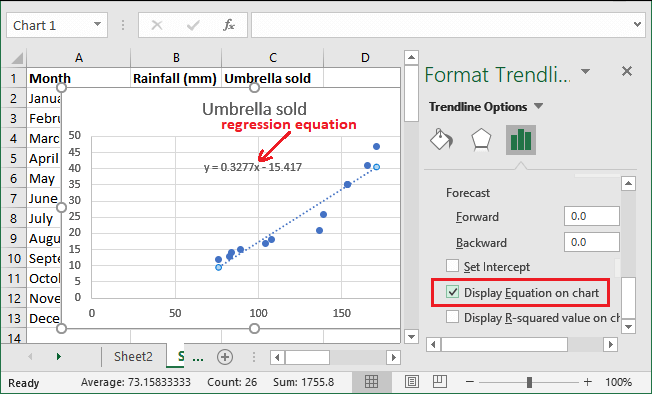 Chart 1
fx
A B C D
1 Month Rainfall (mm) Umbrella sold
2 Janua
3 Febru
4 Marc
5 April
6 May
7 June
8 July
9 Augu
10 Septe
11 Octo
12 Nove
13 Dece
14
Umbrella sold
regression equation
y = 0.3277x - 15.417
50
45
40
35
30
25
20
15
10
5
0
0 50 100 150
Format Trendli...
Trendline Options
Forecast
Forward 0.0
Backward 0.0
Set Intercept
Display Equation on chart
Display R-squared value on ch
Sheet2 S ...
Ready Average: 73.15833333 Count: 26 Sum: 1755.8 100%